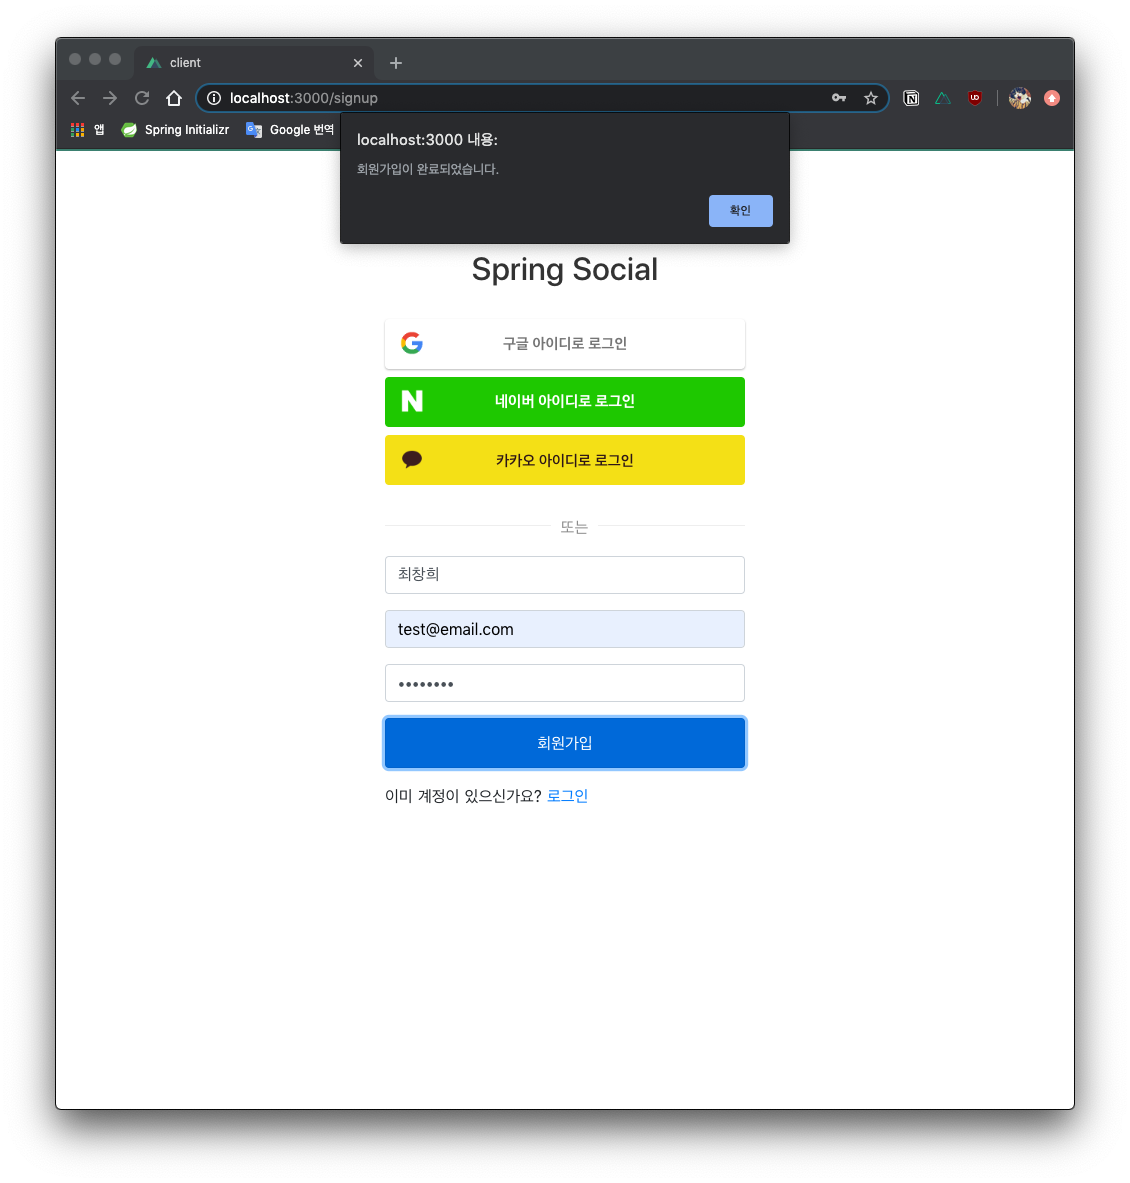 client
localhost:3000/signup
앱 Spring Initializr Google 번역
localhost:3000 내용:
회원가입이 완료되었습니다.
확인
Spring Social
구글 아이디로 로그인
네이버 아이디로 로그인
카카오 아이디로 로그인
또는
최창희
test@email.com
••••••••
회원가입
이미 계정이 있으신가요? 로그인